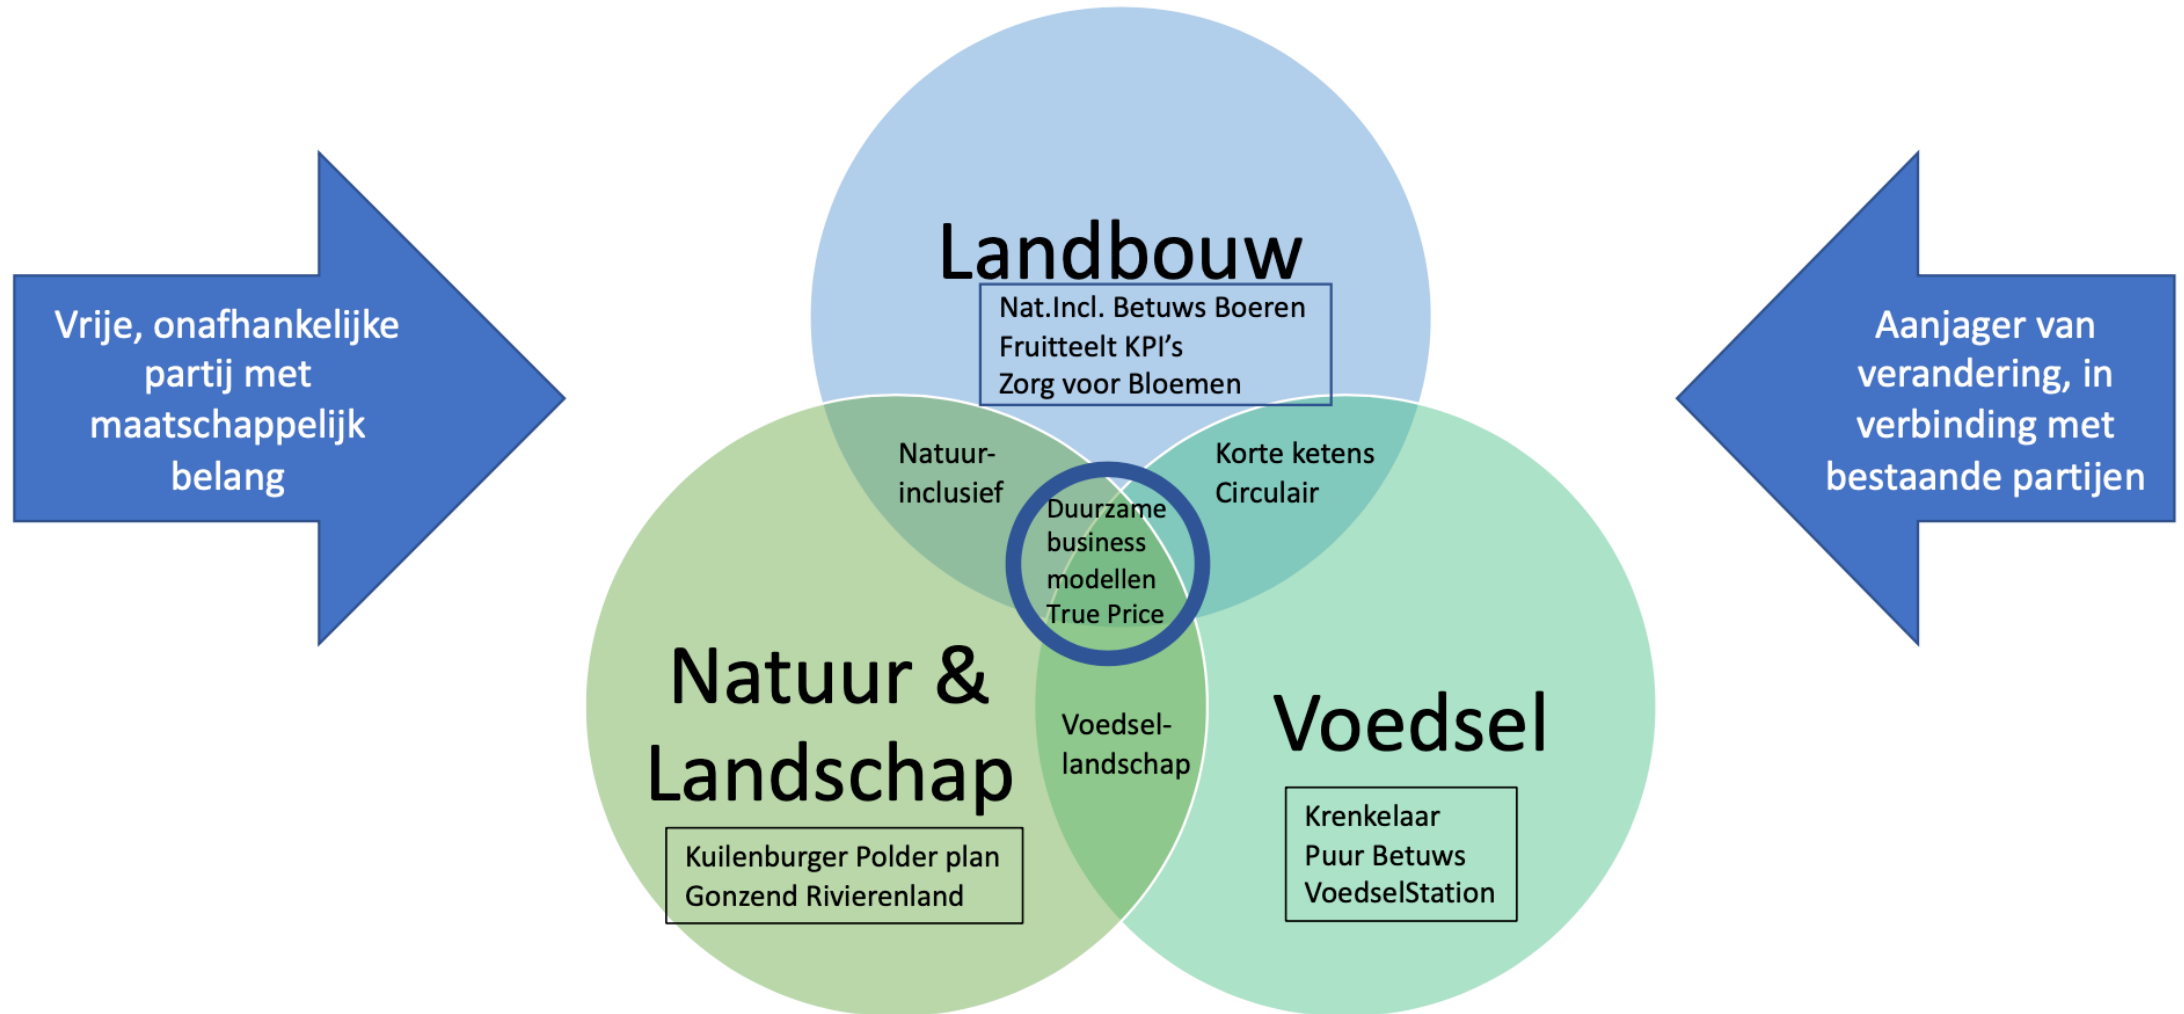 Landbouw
Nat.Incl. Betuws Boeren
Fruitteelt KPI’s
Zorg voor Bloemen
Vrije, onafhankelijke
partij met
maatschappelijk
belang
Aanjager van
verandering, in
verbinding met
bestaande partijen
Natuur-
inclusief
Korte ketens
Circulair
Duurzame
business
modellen
True Price
Natuur &
Landschap
Kuilenburger Polder plan
Gonzend Rivierenland
Voedsel-
landschap
Voedsel
Krenkelaar
Puur Betuws
VoedselStation